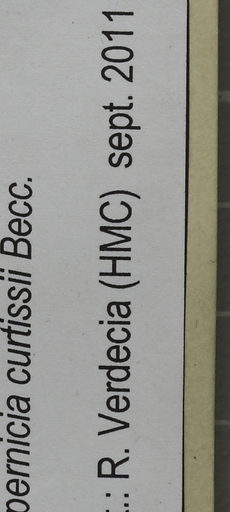 pernicia curtissii Becc.
.: R. Verdecia (HMC) sept. 2011